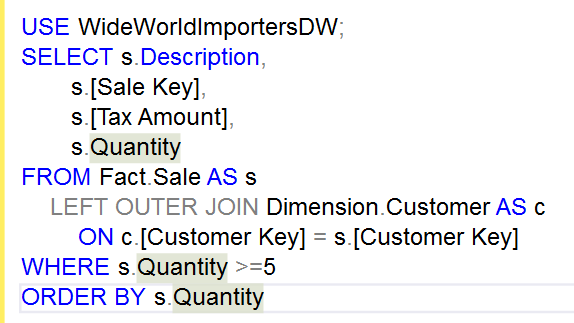 USE WideWorldImportersDW;
SELECT s.Description,
s.[Sale Key],
s.[Tax Amount],
s.Quantity
FROM Fact.Sale AS s
LEFT OUTER JOIN Dimension.Customer AS c
ON c.[Customer Key] = s.[Customer Key]
WHERE s.Quantity >=5
ORDER BY s.Quantity